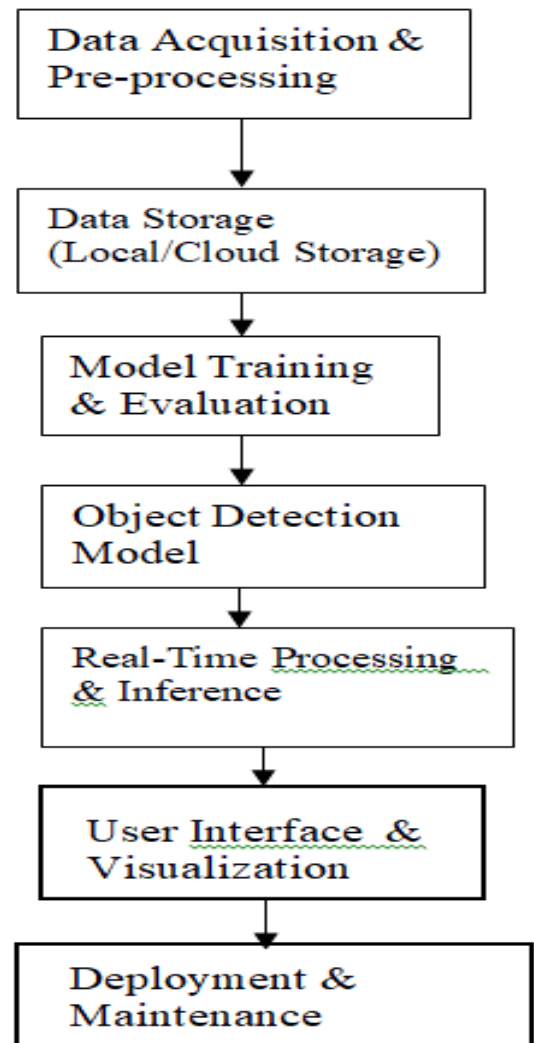 Data Acquisition &
Pre-processing
Data Storage
(Local/Cloud Storage)
Model Training
& Evaluation
Object Detection
Model
Real-Time Processing
& Inference
User Interface &
Visualization
Deployment &
Maintenance